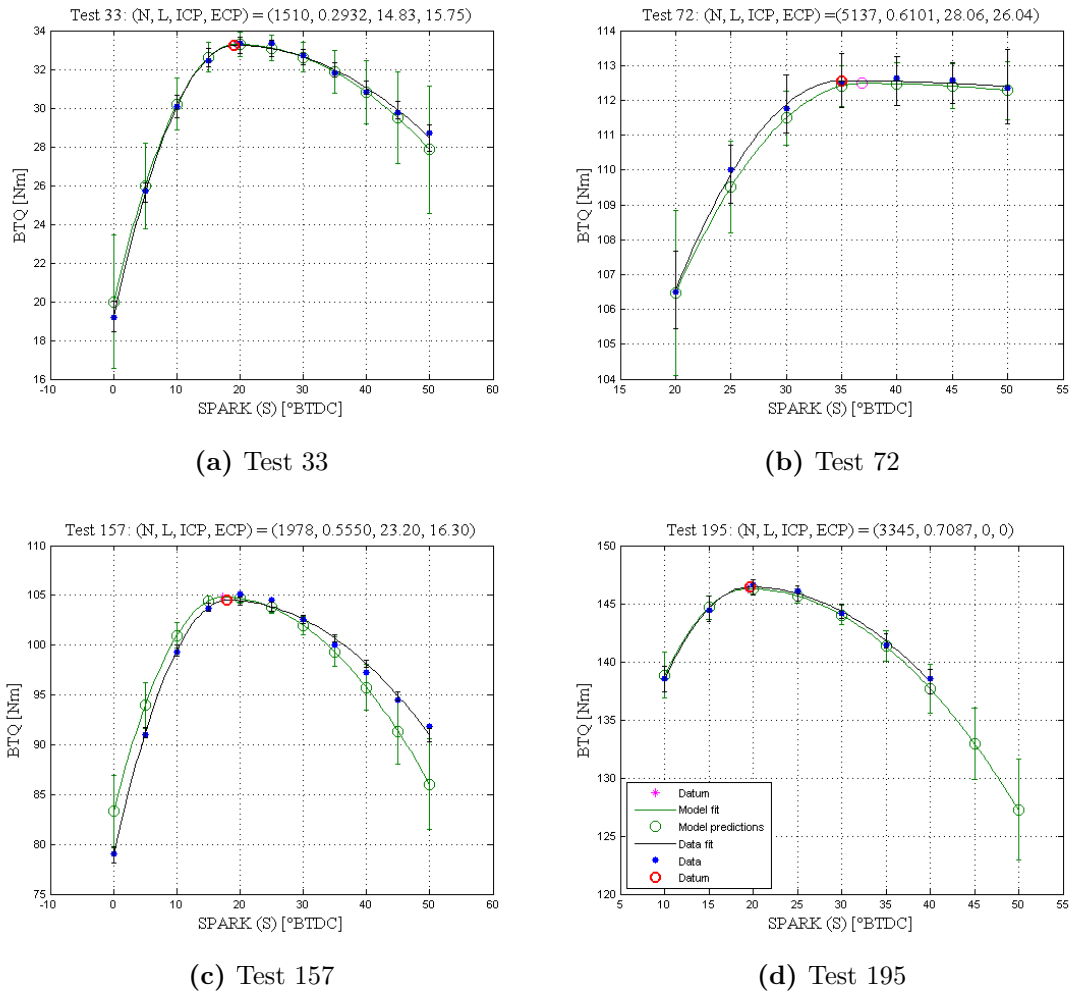 Test 33: (N, L, ICP, ECP) = (1510, 0.2932, 14.83, 15.75)
34
32
30
28
26
24
22
20
18
16
BTQ [Nm]
-10 0 10 20 30 40 50 60
SPARK (S) [°BTDC]
(a) Test 33
Test 72: (N, L, ICP, ECP) = (5137, 0.6101, 28.06, 26.04)
114
113
112
111
110
109
108
107
106
105
104
BTQ [Nm]
15 20 25 30 35 40 45 50 55
SPARK (S) [°BTDC]
(b) Test 72
Test 157: (N, L, ICP, ECP) = (1978, 0.5550, 23.20, 16.30)
110
105
100
95
90
85
80
75
BTQ [Nm]
-10 0 10 20 30 40 50 60
SPARK (S) [°BTDC]
(c) Test 157
Test 195: (N, L, ICP, ECP) = (3345, 0.7087, 0, 0)
150
145
140
135
130
125
120
BTQ [Nm]
Datum
Model fit
Model predictions
Data fit
Data
Datum
5 10 15 20 25 30 35 40 45 50 55
SPARK (S) [°BTDC]
(d) Test 195